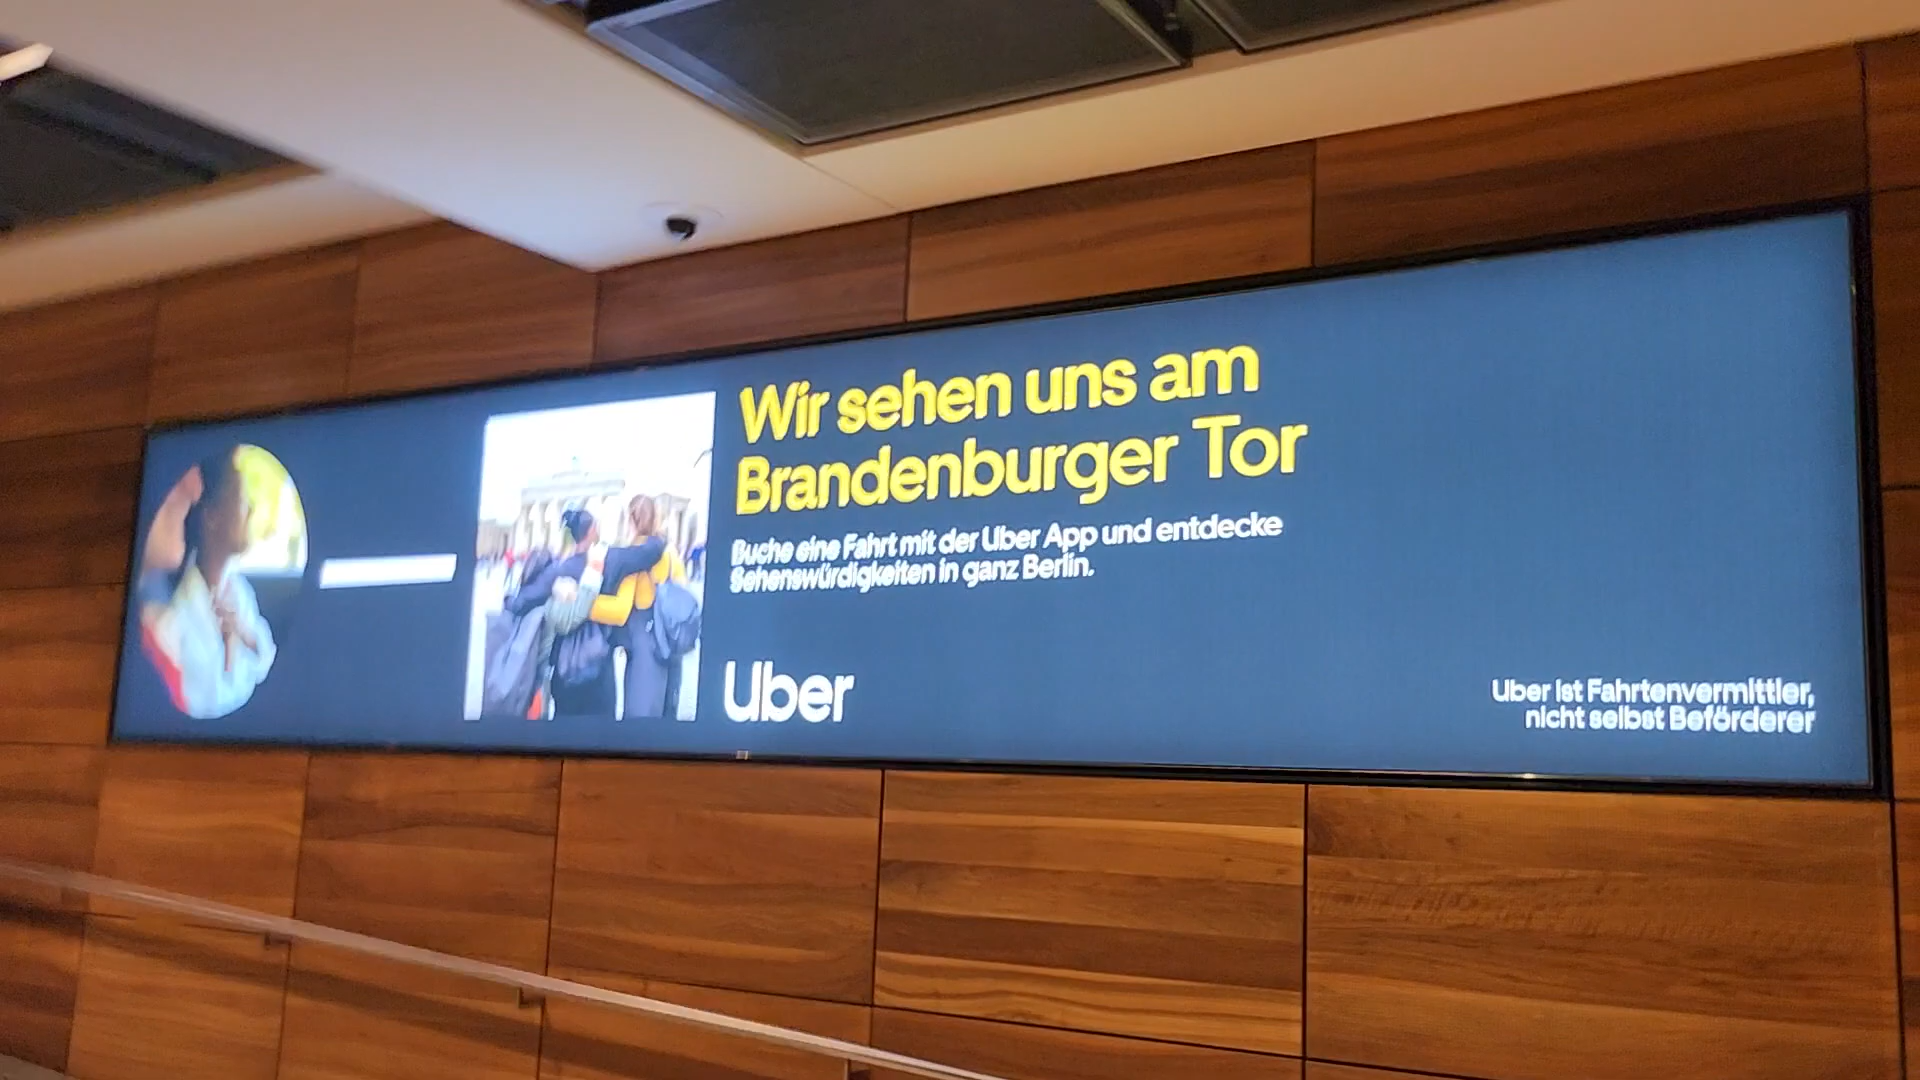 Wir sehen uns am
Brandenburger Tor
Buche eine Fahrt mit der Uber App und entdecke
Sehenswürdigkeiten in ganz Berlin.
Uber
Uber ist Fahrtenvermittler,
nicht selbst Beförderer